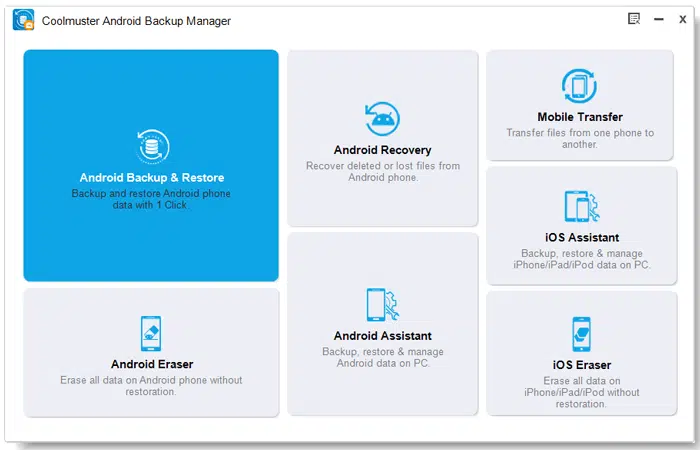 Coolmuster Android Backup Manager
Android Backup & Restore
Backup and restore Android phone
data with 1 Click.
Android Recovery
Recover deleted or lost files from
Android phone.
Mobile Transfer
Transfer files from one phone to
another.
iOS Assistant
Backup, restore & manage
iPhone/iPad/iPod data on PC.
Android Eraser
Erase all data on Android phone without
restoration.
Android Assistant
Backup, restore & manage
Android data on PC.
iOS Eraser
Erase all data on
iPhone/iPad/iPod without
restoration.